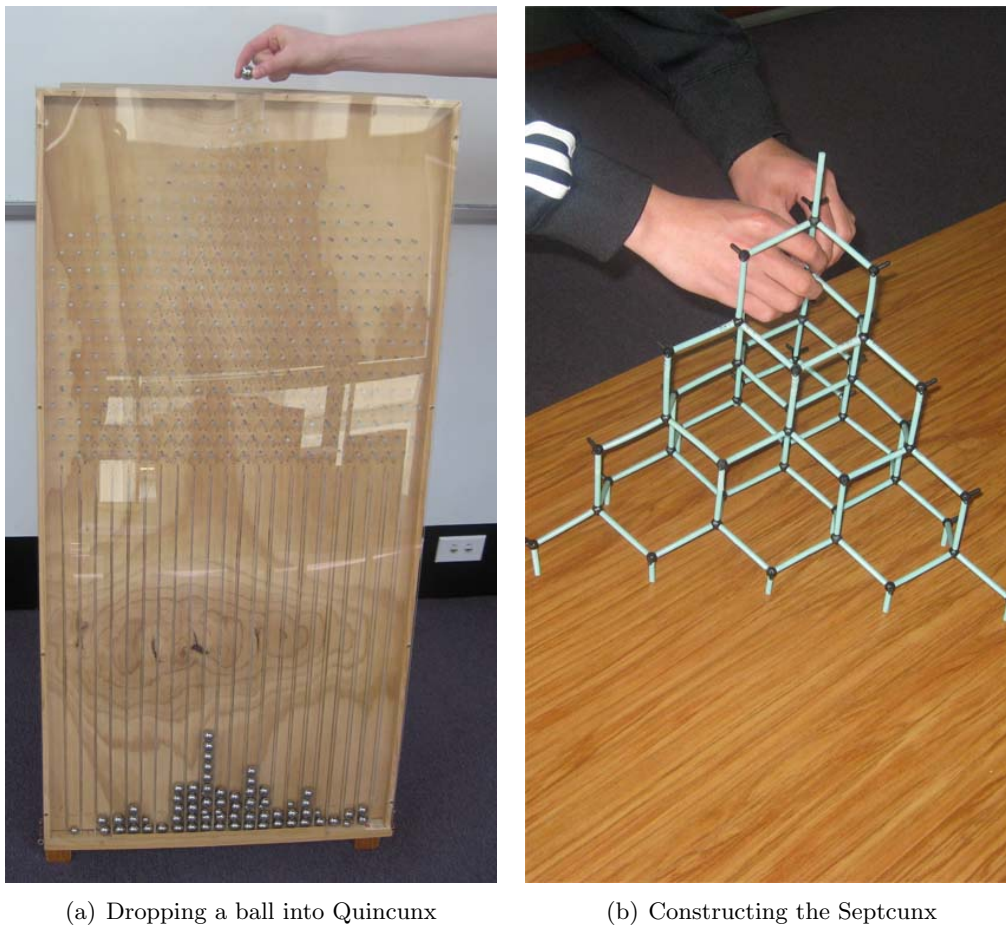 (a) Dropping a ball into Quincunx
(b) Constructing the Septcunx